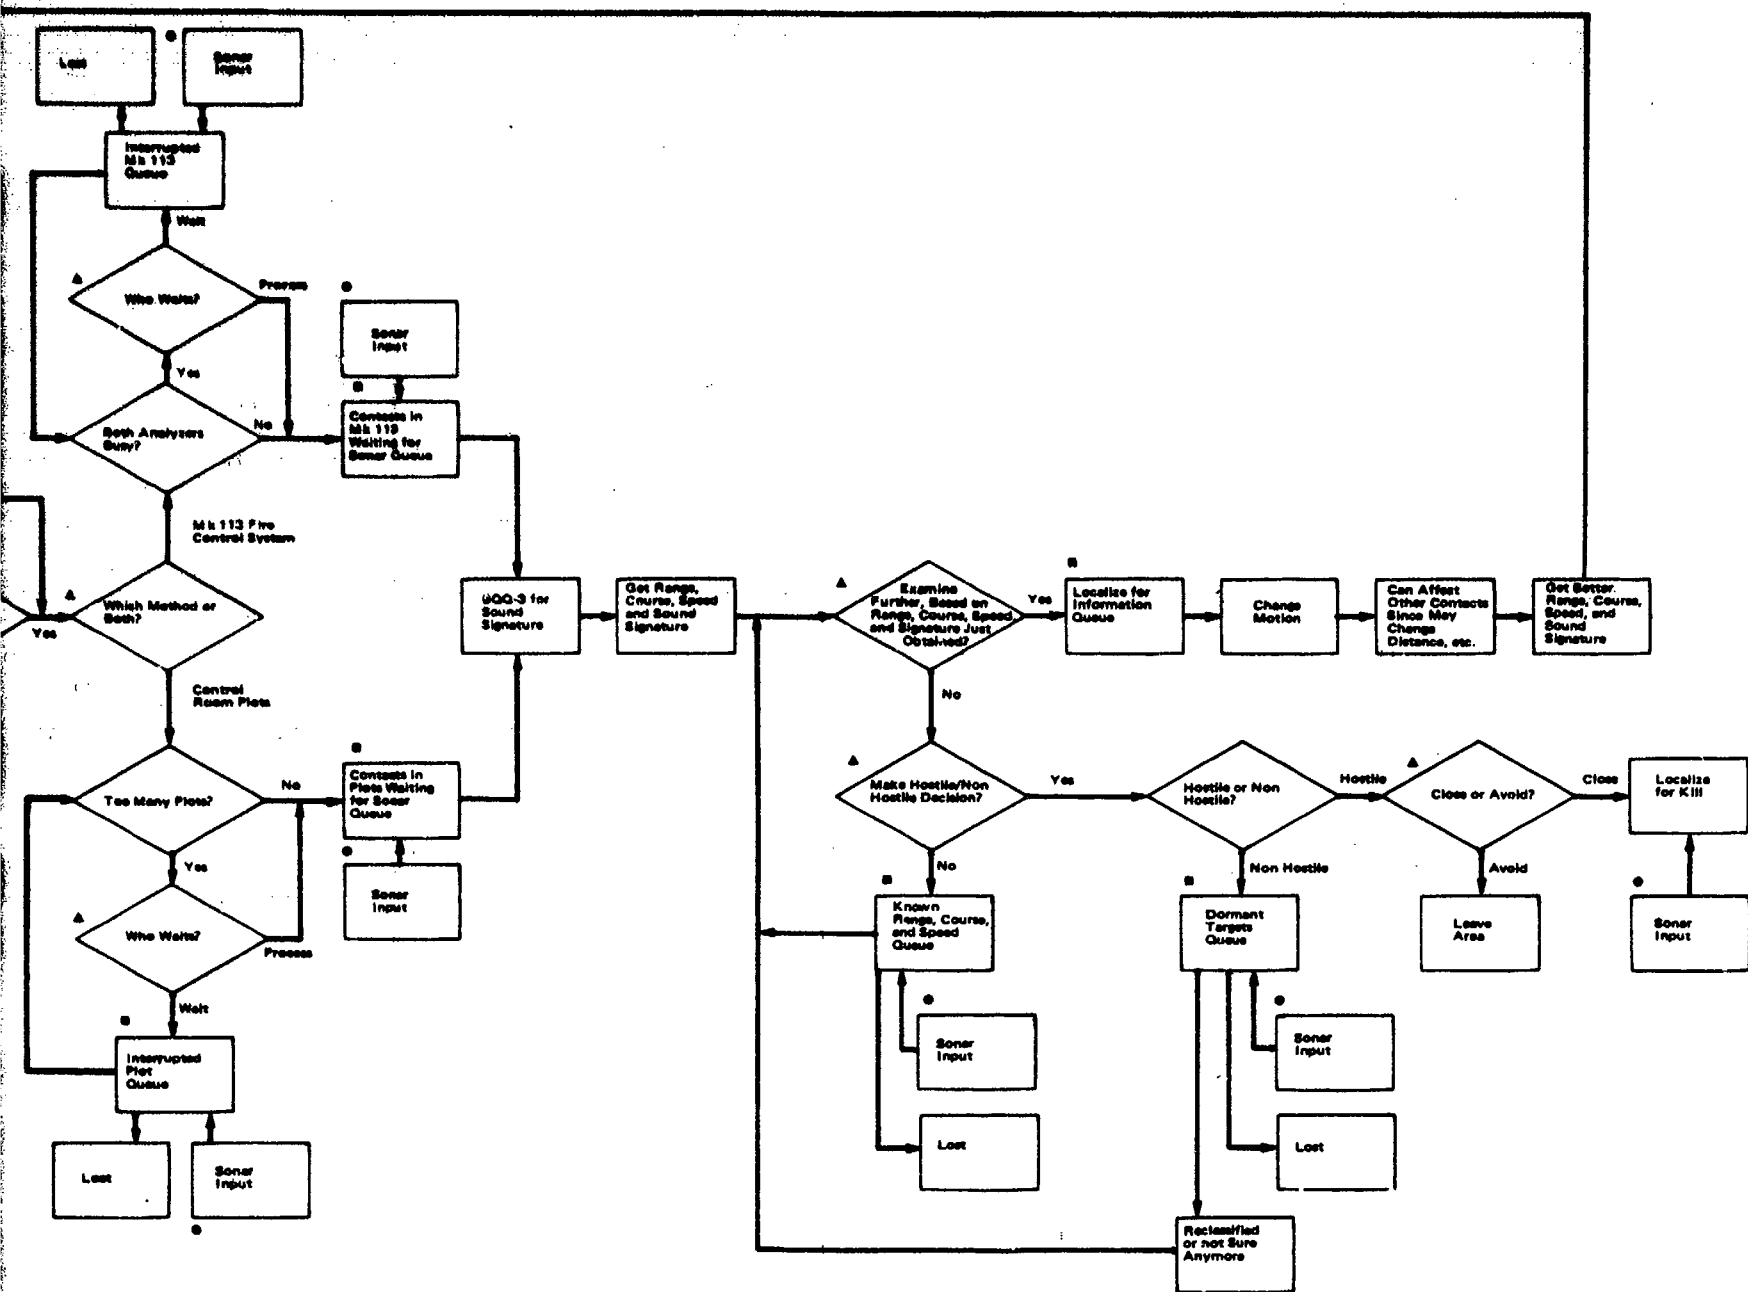 Lost
Sonar
Input
Interrupted
Mk 113
Queue
Wait
Who Waits?
Process
Sonar
Input
Yes
Both Analyzers
Busy?
No
Contacts in
Mk 113
Waiting for
Sonar Queue
Mk 113 Fire
Control System
Which Method or
Both?
Yes
BQQ-3 for
Sound
Signature
Get Range,
Course, Speed
and Sound
Signature
Examine
Further, Based on
Range, Course, Speed,
and Signature Just
Obtained?
Yes
Localize for
Information
Queue
Change
Motion
Can Affect
Other Contacts
Since May
Change
Distance, etc.
Get Better
Range, Course,
Speed, and
Sound
Signature
Control
Room Plots
No
Too Many Plots?
No
Contacts in
Plots Waiting
for Sonar
Queue
Make Hostile/Non
Hostile Decision?
Yes
Hostile or Non
Hostile?
Hostile
Close or Avoid?
Close
Localize
for Kill
Yes
Sonar
Input
No
Non Hostile
Avoid
Who Waits?
Process
Known
Range, Course,
and Speed
Queue
Dormant
Targets
Queue
Leave
Area
Sonar
Input
Wait
Interrupted
Plot
Queue
Sonar
Input
Sonar
Input
Lost
Sonar
Input
Lost
Lost
Reclassified
or not Sure
Anymore